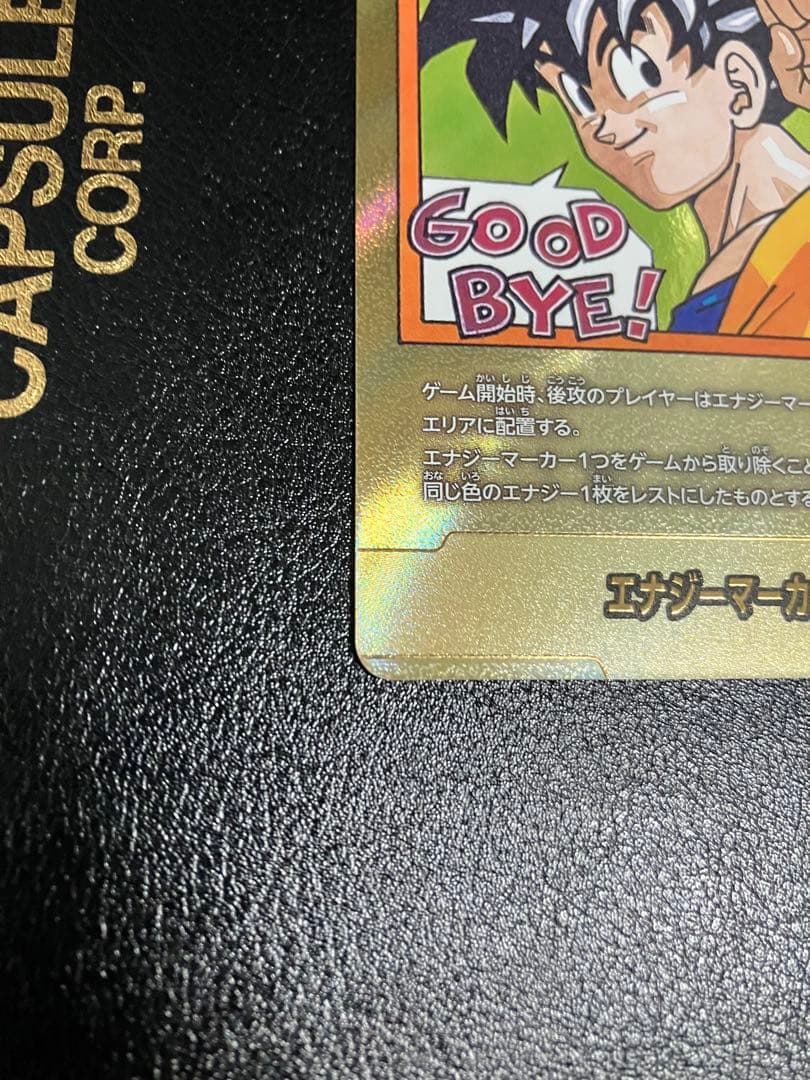 CAPSULE
CORP.
GOOD
BYE!
ゲーム開始時、後攻のプレイヤーはエナジーマー
エリアに配置する。
エナジーマーカー1つをゲームから取り除くこと
同じ色のエナジー1枚をレストにしたものとする
エナジーマーカ